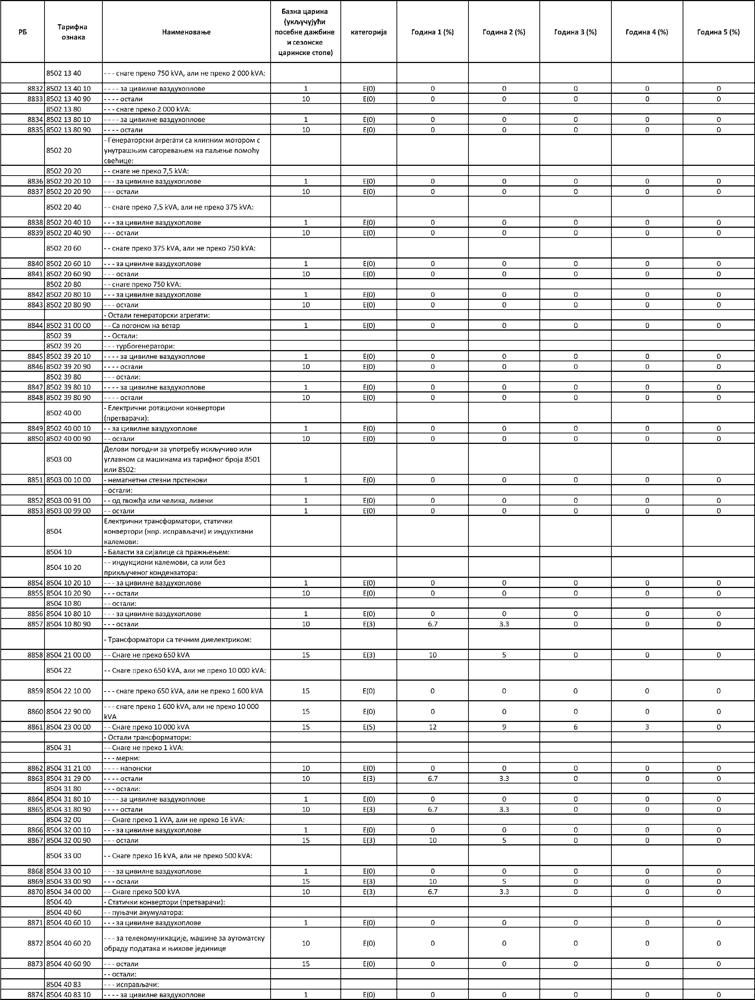 РБ Тарифна ознака Наименовање Базна царина (укључујући посебне дажбине и сезонске царинске стопе) категорија Година 1 (%) Година 2 (%) Година 3 (%) Година 4 (%) Година 5 (%)
8502 13 40 - - - снаге преко 750 kVA, али не преко 2 000 kVA:
8832 8502 13 40 10 - - - - за цивилне ваздухоплове 1 E(0) 0 0 0 0 0
8833 8502 13 40 90 - - - - остали 10 E(0) 0 0 0 0 0
8502 13 80 - - - снаге преко 2 000 kVA:
8834 8502 13 80 10 - - - - за цивилне ваздухоплове 1 E(0) 0 0 0 0 0
8835 8502 13 80 90 - - - - остали 10 E(0) 0 0 0 0 0
8502 20 - Генераторски агрегати са клипним мотором с
унутрашњим сагоревањем на паљење помоћу
свећице:
8502 20 20 - - снаге не преко 7,5 kVA:
8836 8502 20 20 10 - - - за цивилне ваздухоплове 1 E(0) 0 0 0 0 0
8837 8502 20 20 90 - - - остали 10 E(0) 0 0 0 0 0
8502 20 40 - - снаге преко 7,5 kVA, али не преко 375 kVA:
8838 8502 20 40 10 - - - за цивилне ваздухоплове 1 E(0) 0 0 0 0 0
8839 8502 20 40 90 - - - остали 10 E(0) 0 0 0 0 0
8502 20 60 - - снаге преко 375 kVA, али не преко 750 kVA:
8840 8502 20 60 10 - - - за цивилне ваздухоплове 1 E(0) 0 0 0 0 0
8841 8502 20 60 90 - - - остали 10 E(0) 0 0 0 0 0
8502 20 80 - - снаге преко 750 kVA:
8842 8502 20 80 10 - - - за цивилне ваздухоплове 1 E(0) 0 0 0 0 0
8843 8502 20 80 90 - - - остали 10 E(0) 0 0 0 0 0
- Остали генераторски агрегати:
8844 8502 31 00 00 - - Са погоном на ветар 1 E(0) 0 0 0 0 0
8502 39 - - Остали:
8502 39 20 - - - турбогенератори:
8845 8502 39 20 10 - - - - за цивилне ваздухоплове 1 E(0) 0 0 0 0 0
8846 8502 39 20 90 - - - - остали 10 E(0) 0 0 0 0 0
8502 39 80 - - - остали:
8847 8502 39 80 10 - - - - за цивилне ваздухоплове 1 E(0) 0 0 0 0 0
8848 8502 39 80 90 - - - - остали 10 E(0) 0 0 0 0 0
8502 40 00 - Електрични ротациони конвертори
(претварачи):
8849 8502 40 00 10 - - за цивилне ваздухоплове 1 E(0) 0 0 0 0 0
8850 8502 40 00 90 - - остали 10 E(0) 0 0 0 0 0
8503 00 Делови погодни за употребу искључиво или
углавном са машинама из тарифног броја 8501
или 8502:
8851 8503 00 10 00 - немагнетни стезни прстенови 1 E(0) 0 0 0 0 0
- остали:
8852 8503 00 91 00 - - од гвожђа или челика, ливени 1 E(0) 0 0 0 0 0
8853 8503 00 99 00 - - остали 1 E(0) 0 0 0 0 0
8504 Електрични трансформатори, статички
конвертори (нпр. исправљачи) и индуктивни
калемови:
8504 10 - Баласти за сијалице са пражњењем:
8504 10 20 - - индукциони калемови, са или без
прикљученог кондензатора:
8854 8504 10 20 10 - - - за цивилне ваздухоплове 1 E(0) 0 0 0 0 0
8855 8504 10 20 90 - - - остали 10 E(0) 0 0 0 0 0
8504 10 80 - - остали:
8856 8504 10 80 10 - - - за цивилне ваздухоплове 1 E(0) 0 0 0 0 0
8857 8504 10 80 90 - - - остали 10 E(3) 6.7 3.3 0 0 0
- Трансформатори са течним диелектриком:
8858 8504 21 00 00 - - Снаге не преко 650 kVA 15 E(3) 10 5 0 0 0
8504 22 - - Снаге преко 650 kVA, али не преко 10 000 kVA:
8859 8504 22 10 00 - - - снаге преко 650 kVA, али не преко 1 600 kVA 15 E(0) 0 0 0 0 0
8860 8504 22 90 00 - - - снаге преко 1 600 kVA, али не преко 10 000
kVA 15 E(0) 0 0 0 0 0
8861 8504 23 00 00 - - Снаге преко 10 000 kVA 15 E(5) 12 9 6 3 0
- Остали трансформатори:
8504 31 - - Снаге не преко 1 kVA:
- - - мерни:
8862 8504 31 21 00 - - - - напонски 10 E(0) 0 0 0 0 0
8863 8504 31 29 00 - - - - остали 10 E(3) 6.7 3.3 0 0 0
8504 31 80 - - - остали:
8864 8504 31 80 10 - - - - за цивилне ваздухоплове 1 E(0) 0 0 0 0 0
8865 8504 31 80 90 - - - - остали 10 E(3) 6.7 3.3 0 0 0
8504 32 00 - - Снаге преко 1 kVA, али не преко 16 kVA:
8866 8504 32 00 10 - - - за цивилне ваздухоплове 1 E(0) 0 0 0 0 0
8867 8504 32 00 90 - - - остали 15 E(3) 10 5 0 0 0
8504 33 00 - - Снаге преко 16 kVA, али не преко 500 kVA:
8868 8504 33 00 10 - - - за цивилне ваздухоплове 1 E(0) 0 0 0 0 0
8869 8504 33 00 90 - - - остали 15 E(3) 10 5 0 0 0
8870 8504 34 00 00 - - Снаге преко 500 kVA 10 E(3) 6.7 3.3 0 0 0
8504 40 - Статички конвертори (претварачи):
8504 40 60 - - пуњачи акумулатора:
8871 8504 40 60 10 - - - за цивилне ваздухоплове 1 E(0) 0 0 0 0 0
8872 8504 40 60 20 - - - за телекомуникације, машине за аутоматску
обраду података и њихове јединице 10 E(0) 0 0 0 0 0
8873 8504 40 60 90 - - - остали 15 E(0) 0 0 0 0 0
- - остали:
8504 40 83 - - - исправљачи:
8874 8504 40 83 10 - - - - за цивилне ваздухоплове 1 E(0) 0 0 0 0 0